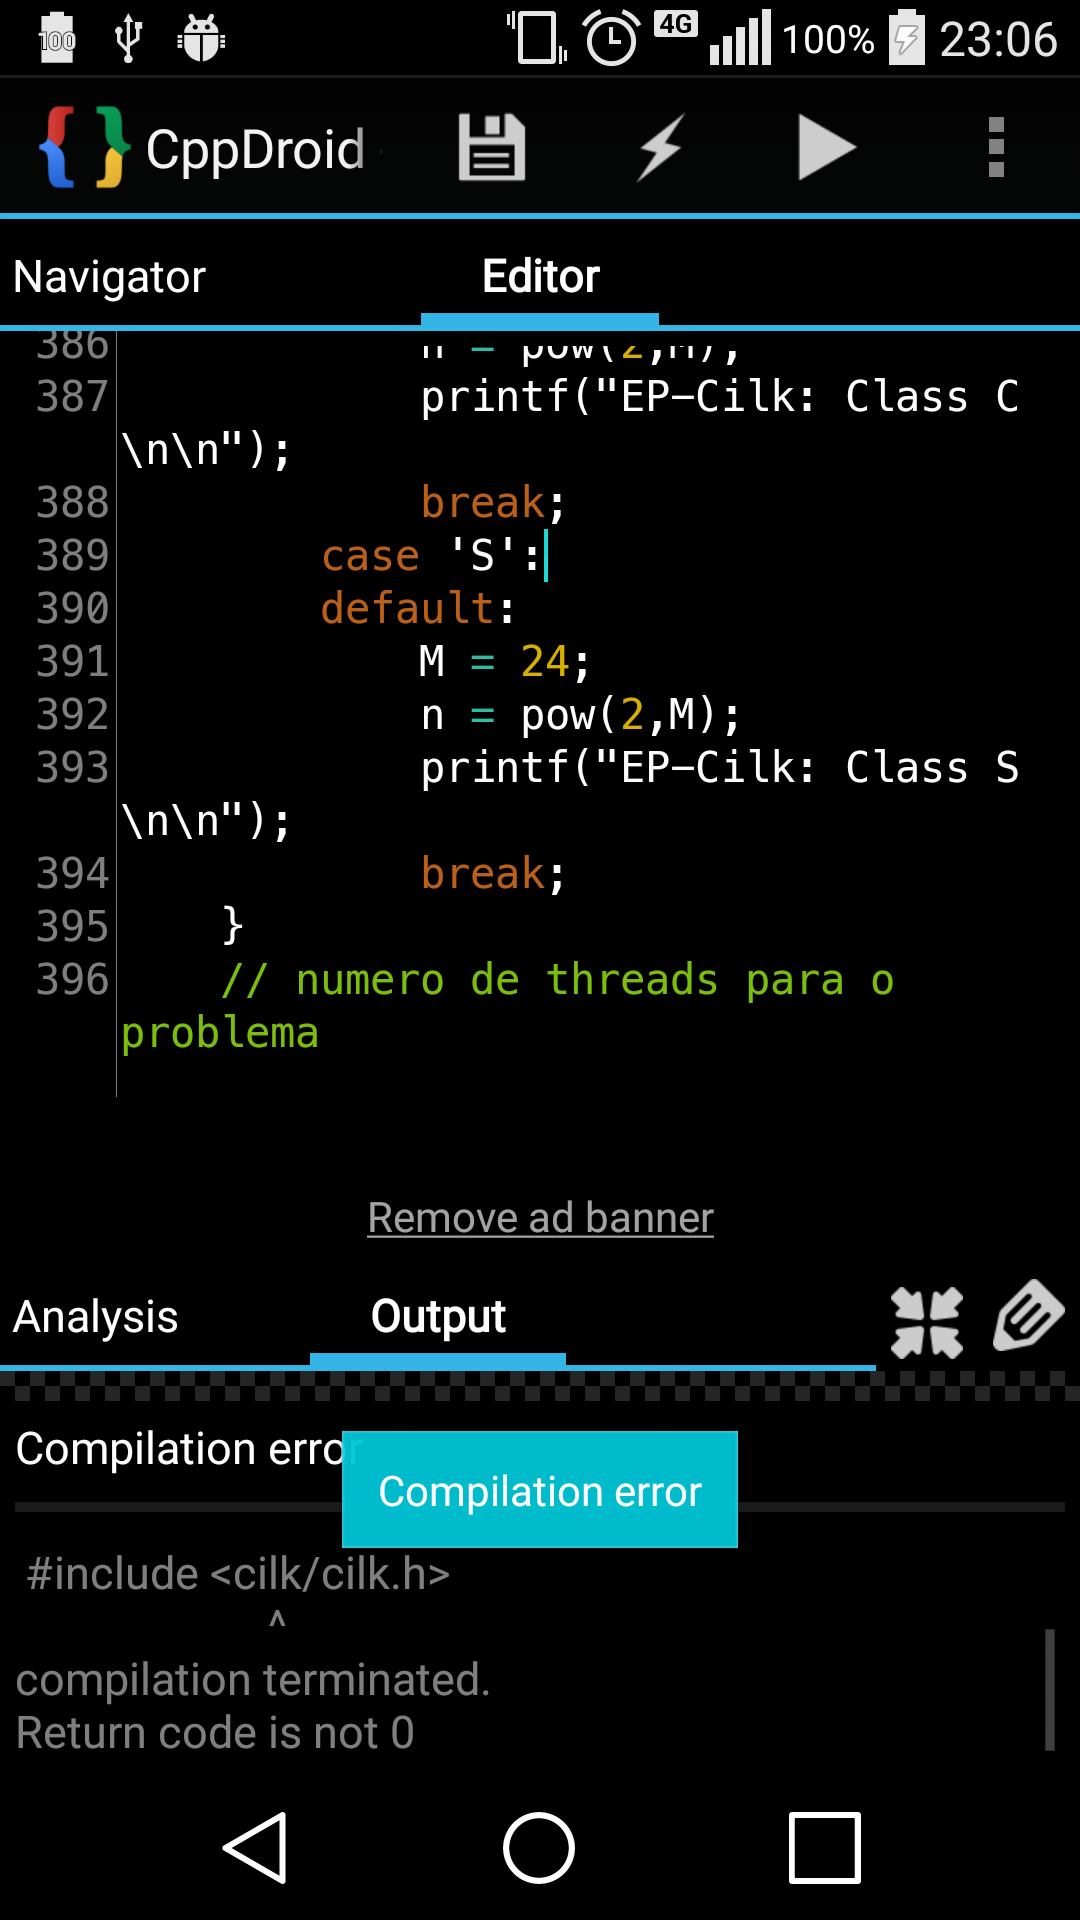 100 4G 100% 23:06
CppDroid
Navigator Editor
386 n = pow(2,M);
387 printf("EP-Cilk: Class C
\n\n");
388 break;
389 case 'S':
390 default:
391 M = 24;
392 n = pow(2,M);
393 printf("EP-Cilk: Class S
\n\n");
394 break;
395 }
396 // numero de threads para o
problema
Remove ad banner
Analysis Output
Compilation error
Compilation error
#include <cilk/cilk.h>
^
compilation terminated.
Return code is not 0